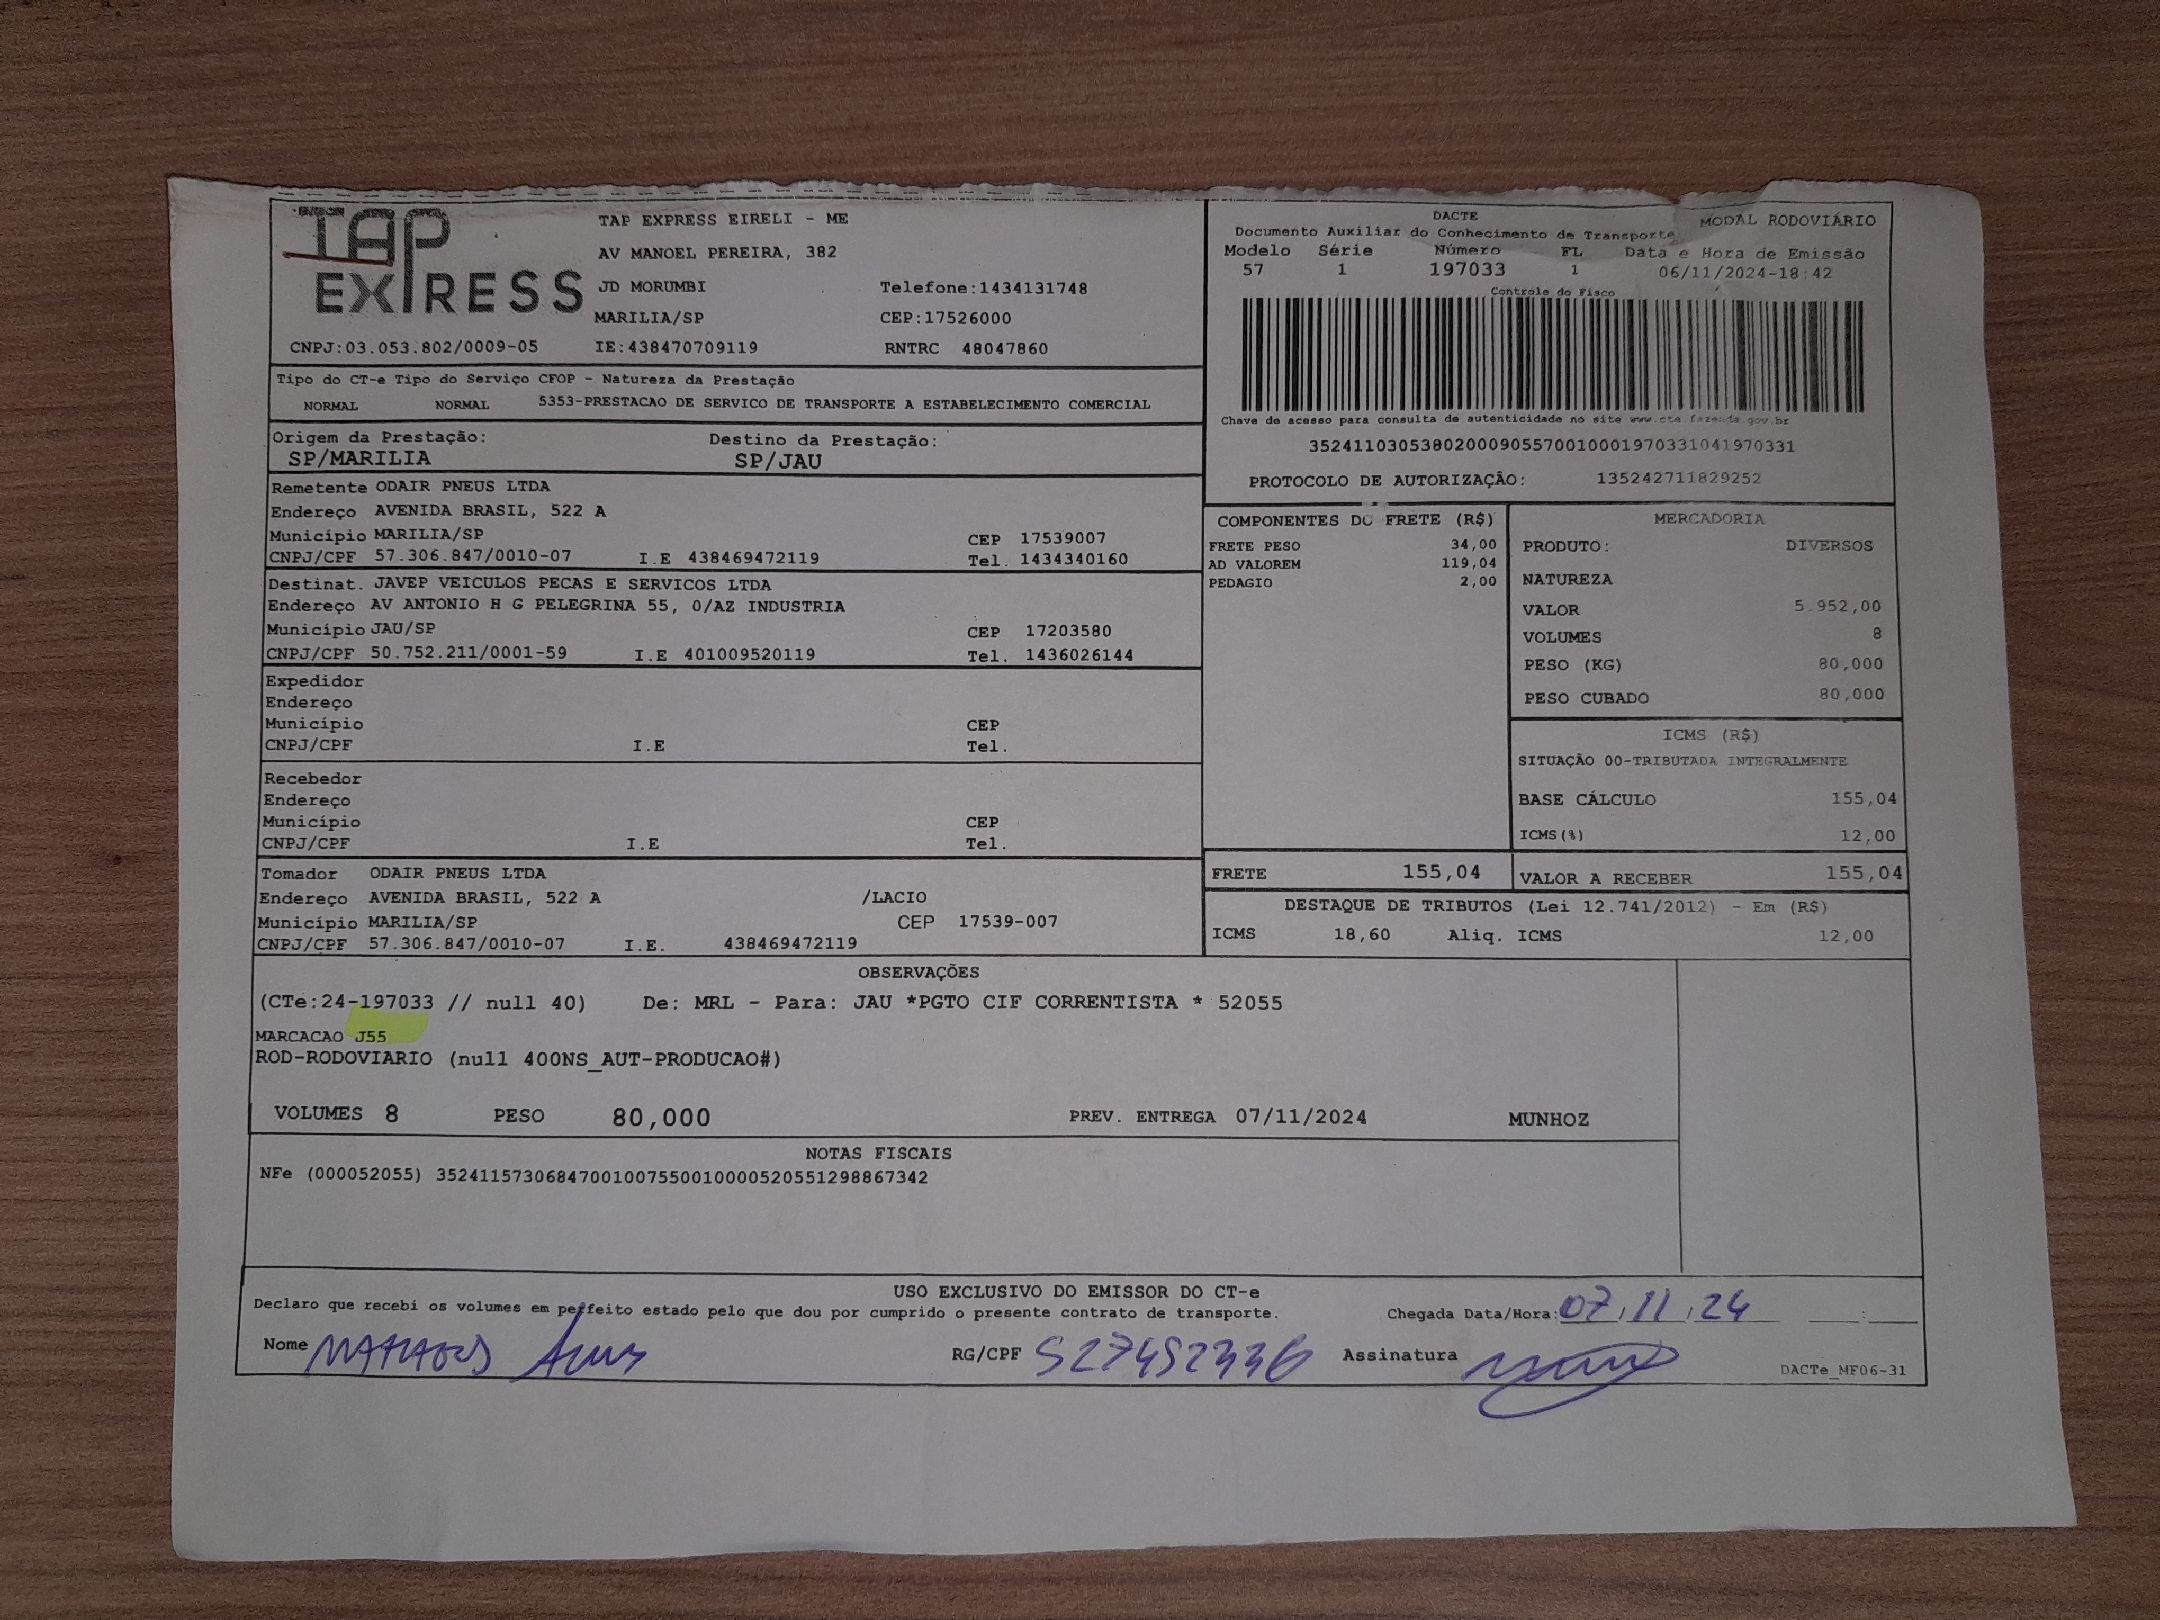 TAP EXPRESS
TAP EXPRESS EIRELI - ME
AV MANOEL PEREIRA, 382
JD MORUMBI Telefone:1434131748
MARILIA/SP CEP:17526000
CNPJ:03.053.802/0009-05 IE:438470709119 RNTRC 48047860
DACTE MODAL RODOVIÁRIO
Documento Auxiliar do Conhecimento de Transporte
Modelo Série Número FL Data e Hora de Emissão
57 1 197033 1 06/11/2024-18:42
Controle do Fisco
Chave de acesso para consulta de autenticidade no site www.cte.fazenda.gov.br
35241103053802000905570010001970331041970331
PROTOCOLO DE AUTORIZAÇÃO: 135242711829252
Tipo do CT-e Tipo do Serviço CFOP - Natureza da Prestação
NORMAL NORMAL 5353-PRESTACAO DE SERVICO DE TRANSPORTE A ESTABELECIMENTO COMERCIAL
Origem da Prestação: Destino da Prestação:
SP/MARILIA SP/JAU
Remetente ODAIR PNEUS LTDA
Endereço AVENIDA BRASIL, 522 A
Município MARILIA/SP CEP 17539007
CNPJ/CPF 57.306.847/0010-07 I.E 438469472119 Tel. 1434340160
Destinat. JAVEP VEICULOS PECAS E SERVICOS LTDA
Endereço AV ANTONIO H G PELEGRINA 55, 0/AZ INDUSTRIA
Município JAU/SP CEP 17203580
CNPJ/CPF 50.752.211/0001-59 I.E 401009520119 Tel. 1436026144
Expedidor
Endereço
Município CEP
CNPJ/CPF I.E Tel.
Recebedor
Endereço
Município CEP
CNPJ/CPF I.E Tel.
Tomador ODAIR PNEUS LTDA
Endereço AVENIDA BRASIL, 522 A /LACIO
Município MARILIA/SP CEP 17539-007
CNPJ/CPF 57.306.847/0010-07 I.E. 438469472119
COMPONENTES DO FRETE (R$)
FRETE PESO 34,00
AD VALOREM 119,04
PEDAGIO 2,00
MERCADORIA
PRODUTO: DIVERSOS
NATUREZA
VALOR 5.952,00
VOLUMES 8
PESO (KG) 80,000
PESO CUBADO 80,000
ICMS (R$)
SITUAÇÃO 00-TRIBUTADA INTEGRALMENTE
BASE CÁLCULO 155,04
ICMS(%) 12,00
FRETE 155,04 VALOR A RECEBER 155,04
DESTAQUE DE TRIBUTOS (Lei 12.741/2012) - Em (R$)
ICMS 18,60 Aliq. ICMS 12,00
OBSERVAÇÕES
(CTe:24-197033 // null 40) De: MRL - Para: JAU *PGTO CIF CORRENTISTA * 52055
MARCACAO J55
ROD-RODOVIARIO (null 400NS_AUT-PRODUCAO#)
VOLUMES 8 PESO 80,000 PREV. ENTREGA 07/11/2024 MUNHOZ
NOTAS FISCAIS
NFe (000052055) 35241157306847001007550010000520551298867342
USO EXCLUSIVO DO EMISSOR DO CT-e
Declaro que recebi os volumes em perfeito estado pelo que dou por cumprido o presente contrato de transporte. Chegada Data/Hora: 07/11/24
Nome RG/CPF Assinatura DACTe_MF06-31